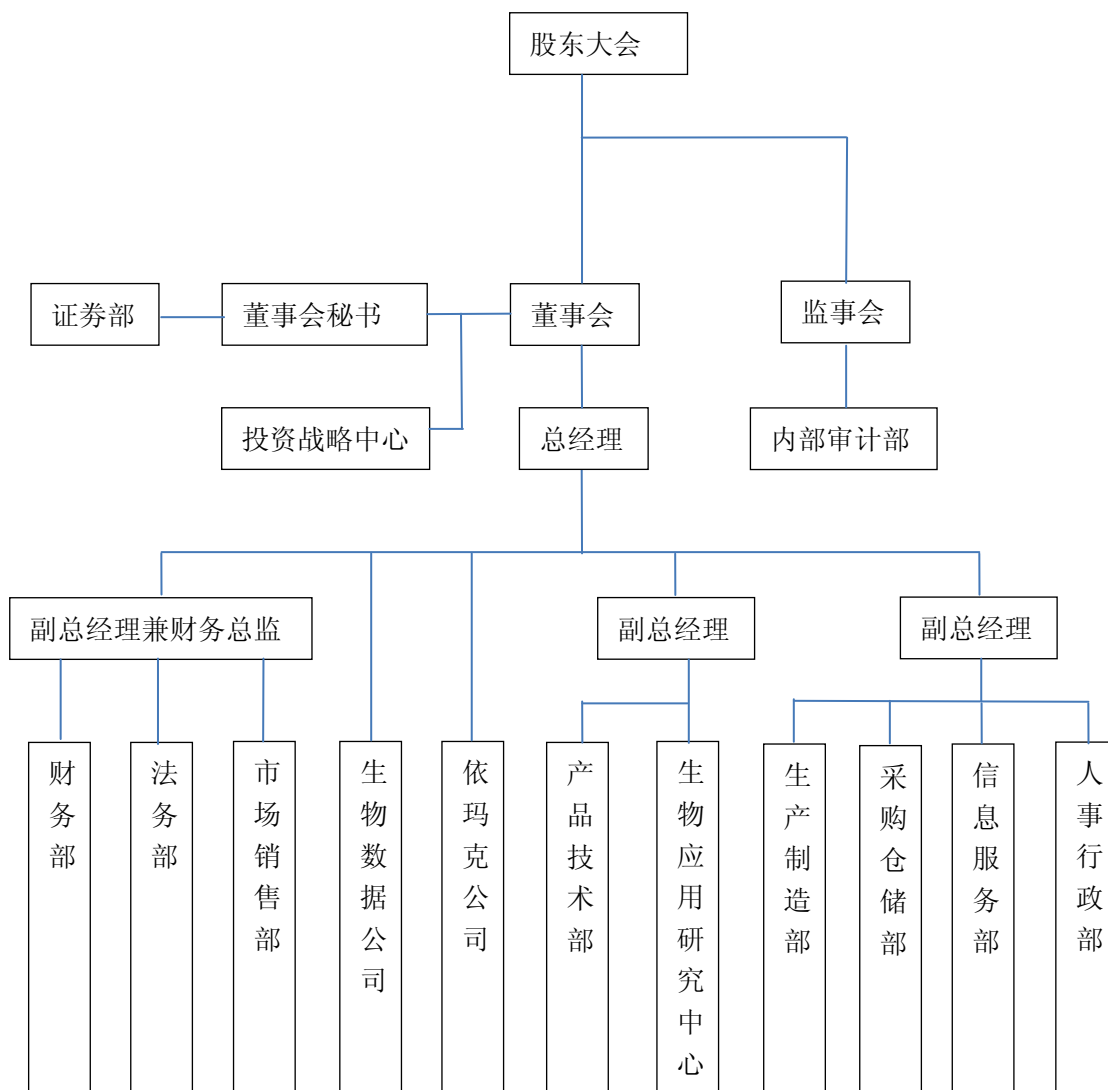 股东大会
证券部
董事会秘书
董事会
监事会
投资战略中心
总经理
内部审计部
副总经理兼财务总监
副总经理
副总经理
财务部
法务部
市场销售部
生物数据公司
依玛克公司
产品技术部
生物应用研究中心
生产制造部
采购仓储部
信息服务部
人事行政部